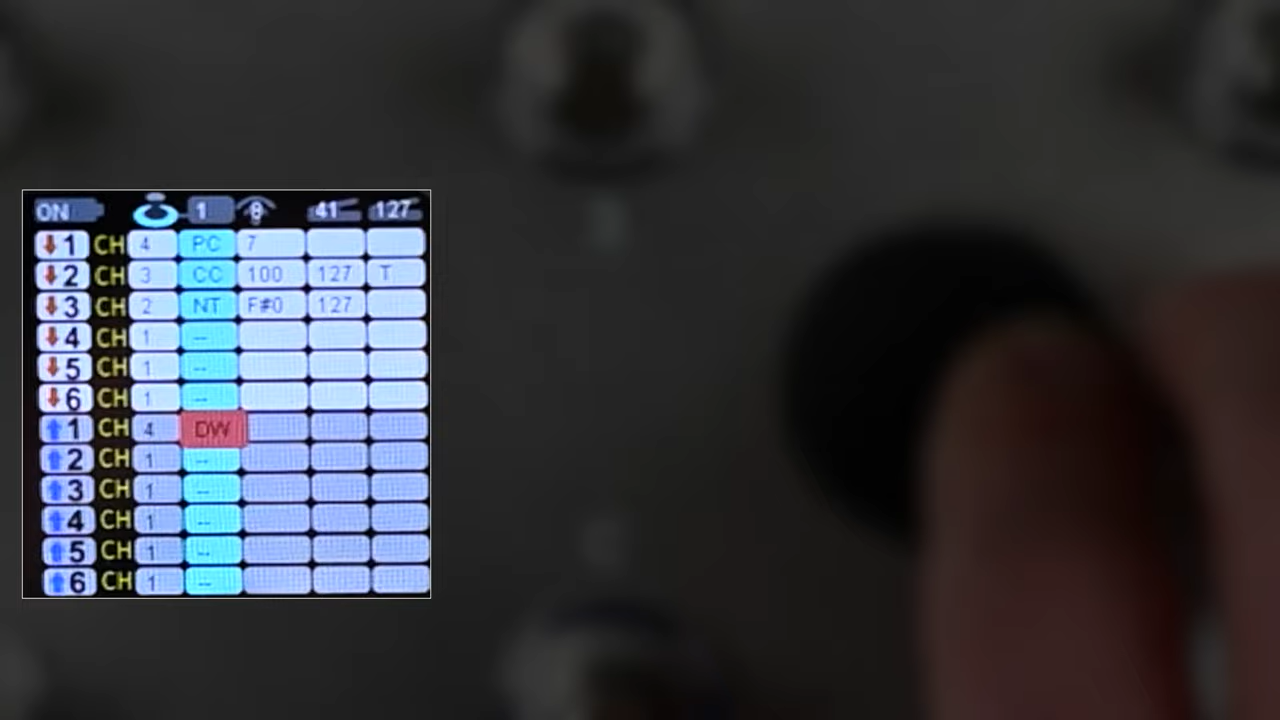 ON 1 8 41 127
1 CH 4 PC 7
2 CH 3 CC 100 127 T
3 CH 2 NT F#0 127
4 CH 1 --
5 CH 1 --
6 CH 1 --
1 CH 4 DW
2 CH 1 --
3 CH 1 --
4 CH 1 --
5 CH 1 --
6 CH 1 --